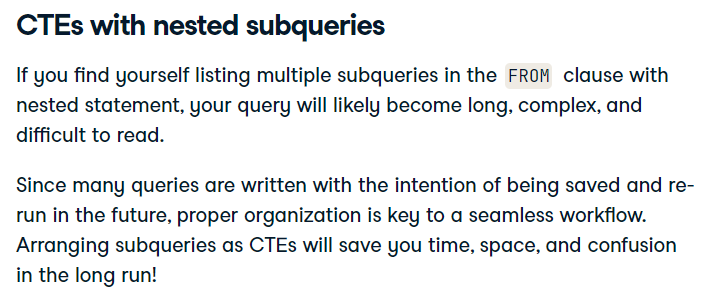 CTEs with nested subqueries
If you find yourself listing multiple subqueries in the FROM clause with
nested statement, your query will likely become long, complex, and
difficult to read.
Since many queries are written with the intention of being saved and re-
run in the future, proper organization is key to a seamless workflow.
Arranging subqueries as CTEs will save you time, space, and confusion
in the long run!